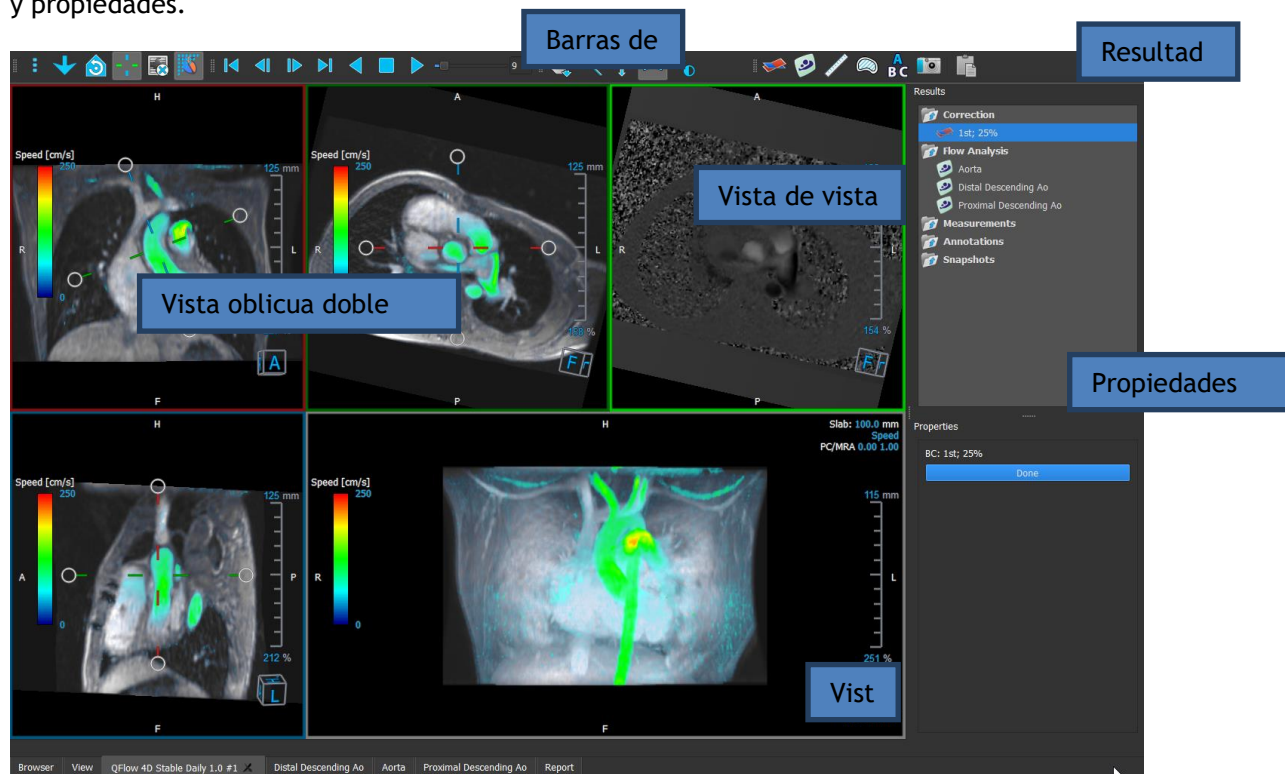 y propiedades.
Barras de
Resultad
9
A
B C
Results
Correction
1st; 25%
Flow Analysis
Aorta
Distal Descending Ao
Proximal Descending Ao
Measurements
Annotations
Snapshots
H
Speed [cm/s]
250
125 mm
R
L
0
A
F
A
Speed [cm/s]
250
125 mm
R
L
158 %
F
P
A
Vista de vista
R
L
154 %
F
P
Vista oblicua doble
Propiedades
Properties
BC: 1st; 25%
Done
H
Speed [cm/s]
250
125 mm
A
P
0
212 %
L
F
H
Slab: 100.0 mm
Speed
PC/MRA 0.00 1.00
Speed [cm/s]
250
115 mm
R
L
0
251 %
Vist
F
Browser View QFlow 4D Stable Daily 1.0 #1 Distal Descending Ao Aorta Proximal Descending Ao Report